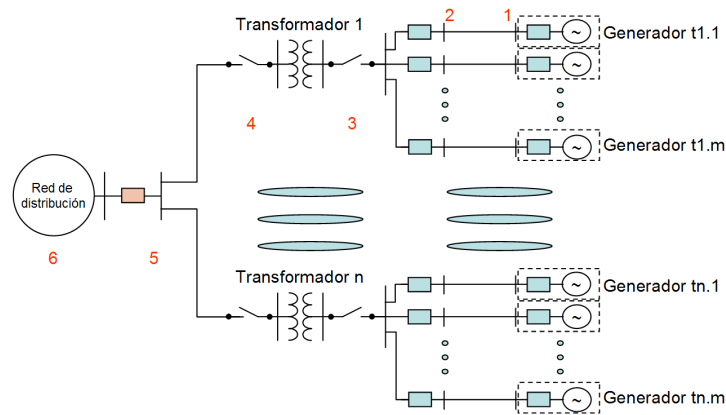 Transformador 1
2
1
~
Generador t1.1
~
4
3
~
Generador t1.m
Red de
distribución
6
5
Transformador n
~
Generador tn.1
~
~
Generador tn.m